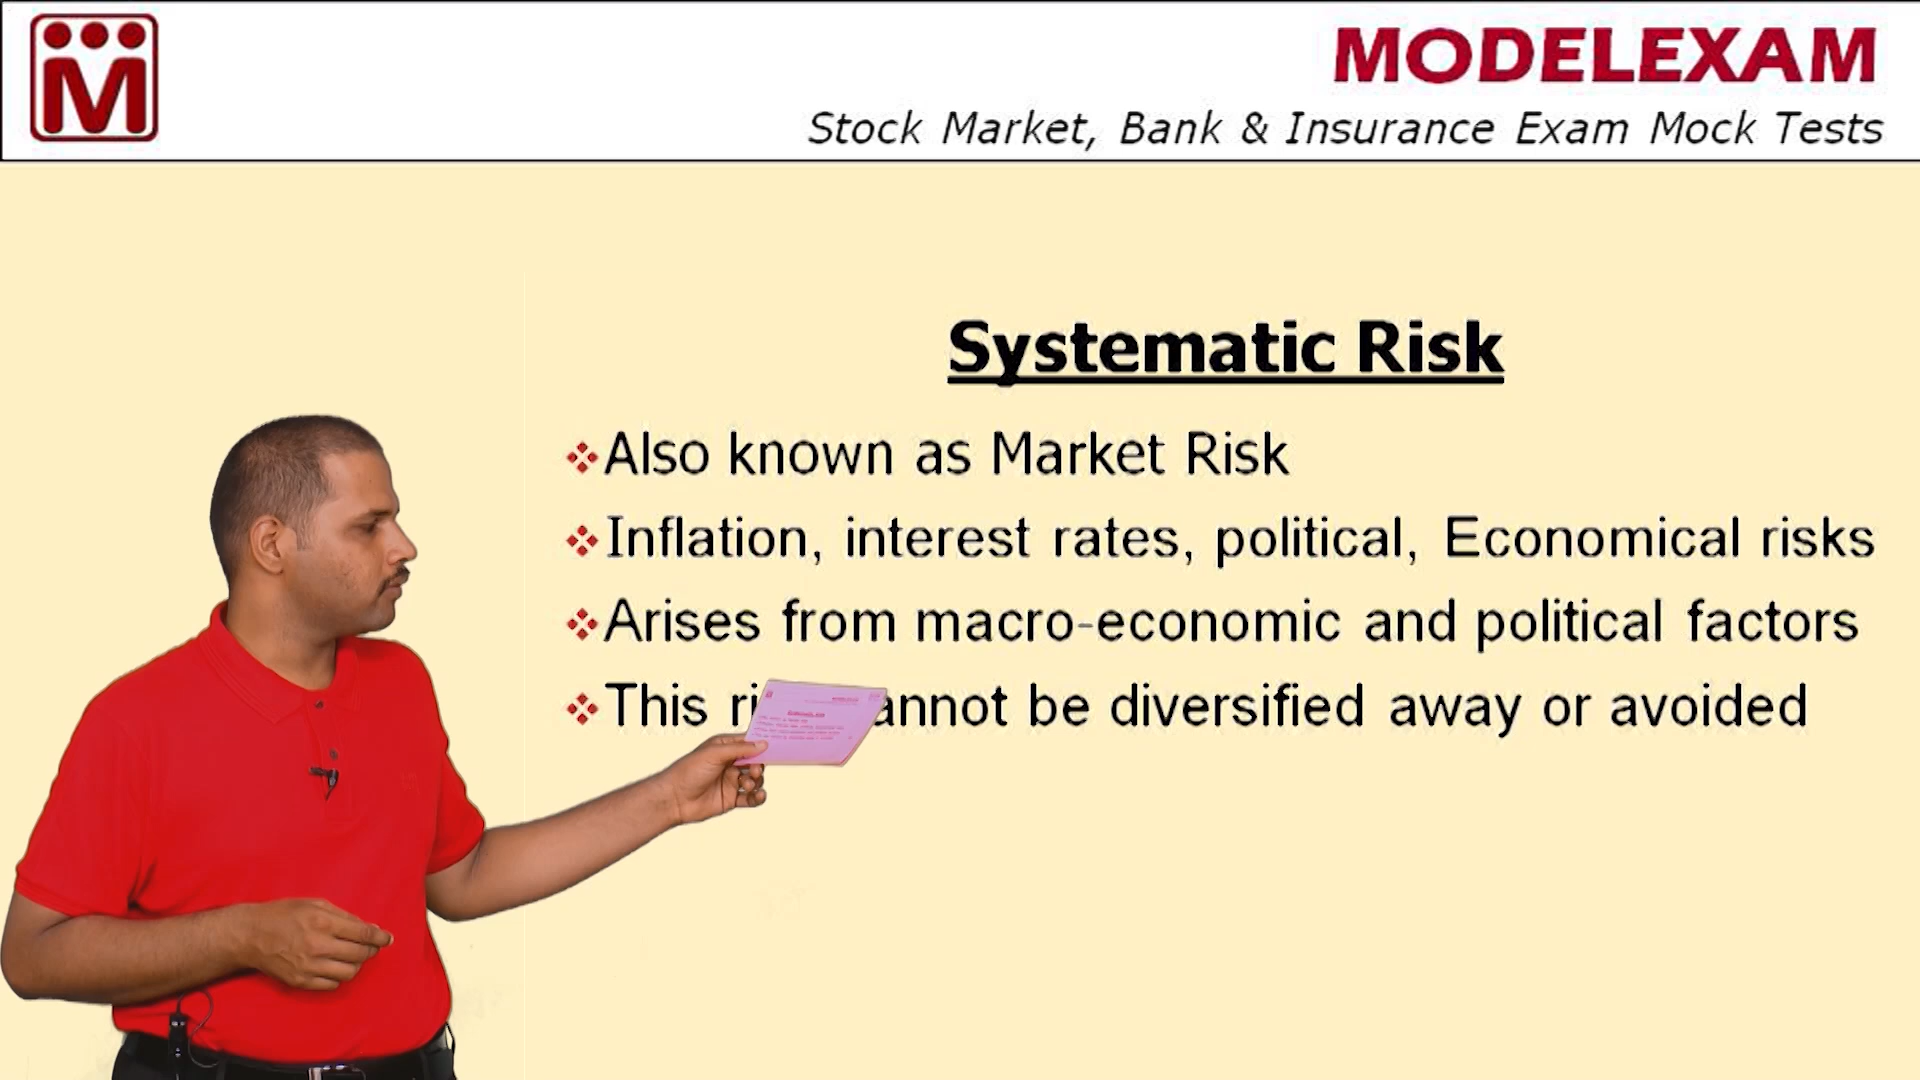 M
MODELEXAM
Stock Market, Bank & Insurance Exam Mock Tests
Systematic Risk
Also known as Market Risk
Inflation, interest rates, political, Economical risks
Arises from macro-economic and political factors
This be diversified away or avoided